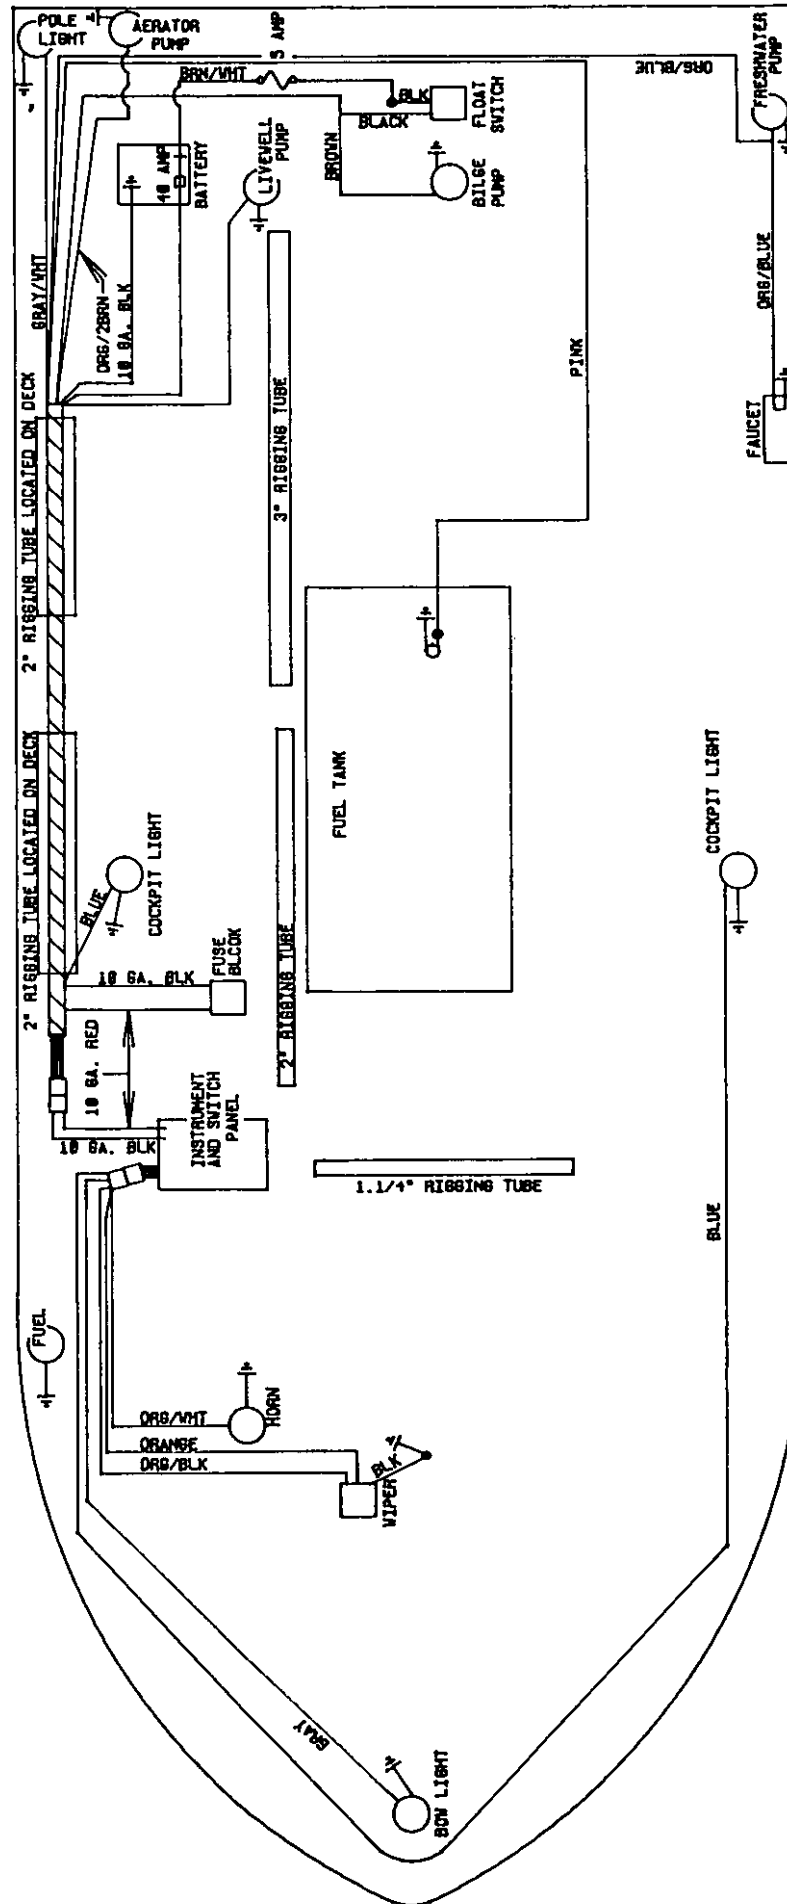 POLE
LIGHT
AERATOR
PUMP
5 AMP
BRN/WHT
BLK
FLOAT
SWITCH
BLACK
ORG/BLUE
FRESHWATER
PUMP
40 AMP
BATTERY
LIVEWELL
PUMP
BROWN
BILGE
PUMP
GRAY/WHT
ORG/2BRN
10 GA. BLK
ORG/BLUE
PINK
FAUCET
2" RIGGING TUBE LOCATED ON DECK
3" RIGGING TUBE
FUEL TANK
2" RIGGING TUBE LOCATED ON DECK
BLUE
COCKPIT LIGHT
COCKPIT LIGHT
10 GA. BLK
FUSE
BLCOK
2" RIGGING TUBE
10 GA. RED
10 GA. BLK
INSTRUMENT
AND SWITCH
PANEL
1.1/4" RIGGING TUBE
BLUE
FUEL
ORG/WHT
HORN
ORANGE
ORG/BLK
BLK
WIPER
GRAY
BOW LIGHT